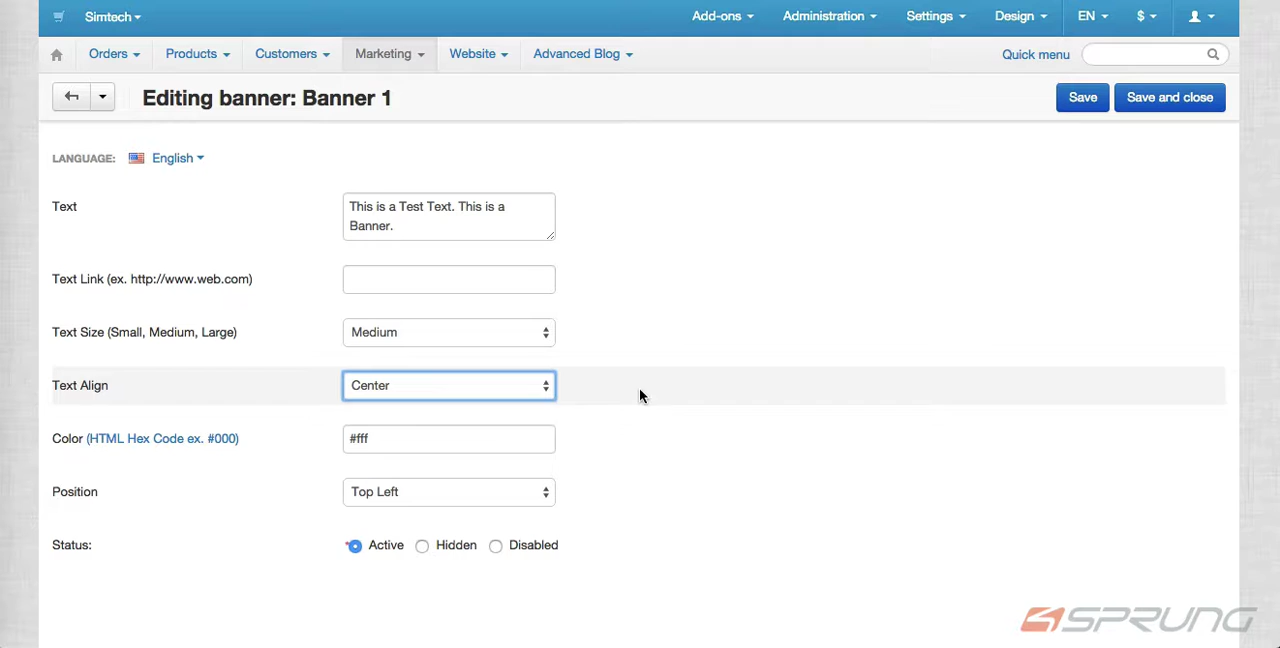 Simtech
Add-ons
Administration
Settings
Design
EN
$
Orders
Products
Customers
Marketing
Website
Advanced Blog
Quick menu
Editing banner: Banner 1
Save
Save and close
LANGUAGE:
English
Text
This is a Test Text. This is a
Banner.
Text Link (ex. http://www.web.com)
Text Size (Small, Medium, Large)
Medium
Text Align
Center
Color (HTML Hex Code ex. #000)
#fff
Position
Top Left
Status:
Active
Hidden
Disabled
SPRUNG